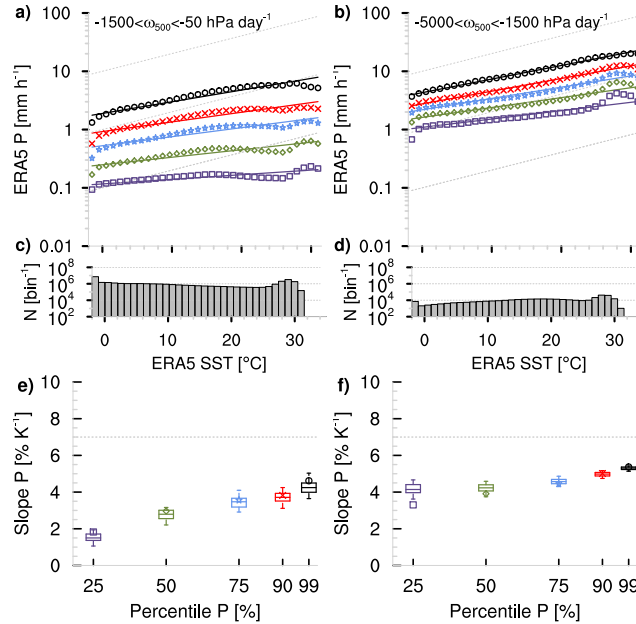 a)
-1500<ω500<-50 hPa day-1
ERA5 P [mm h-1]
100
10
1
0.1
0.01
b)
-5000<ω500<-1500 hPa day-1
ERA5 P [mm h-1]
100
10
1
0.1
0.01
c)
N [bin-1]
10^8
10^6
10^4
10^2
0 10 20 30
ERA5 SST [°C]
d)
N [bin-1]
10^8
10^6
10^4
10^2
0 10 20 30
ERA5 SST [°C]
e)
Slope P [% K-1]
10
8
6
4
2
0
25 50 75 90 99
Percentile P [%]
f)
Slope P [% K-1]
10
8
6
4
2
0
25 50 75 90 99
Percentile P [%]